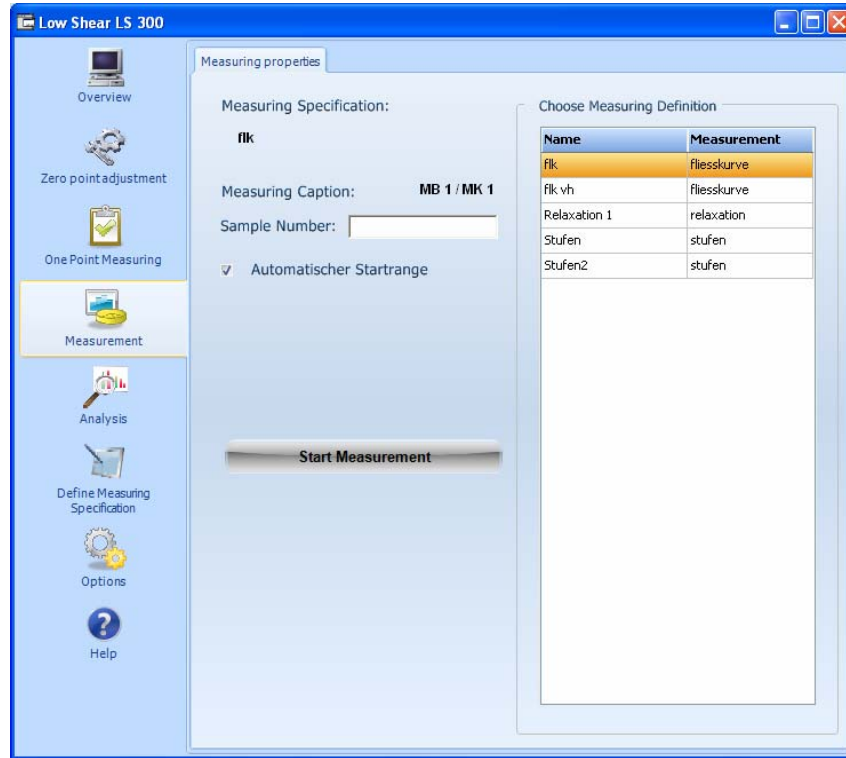 Low Shear LS 300
Overview
Zero point adjustment
One Point Measuring
Measurement
Analysis
Define Measuring
Specification
Options
Help
Measuring properties
Measuring Specification:
flk
Measuring Caption: MB 1 / MK 1
Sample Number:
Automatischer Startrange
Start Measurement
Choose Measuring Definition
Name Measurement
flk fliesskurve
flk vh fliesskurve
Relaxation 1 relaxation
Stufen stufen
Stufen2 stufen